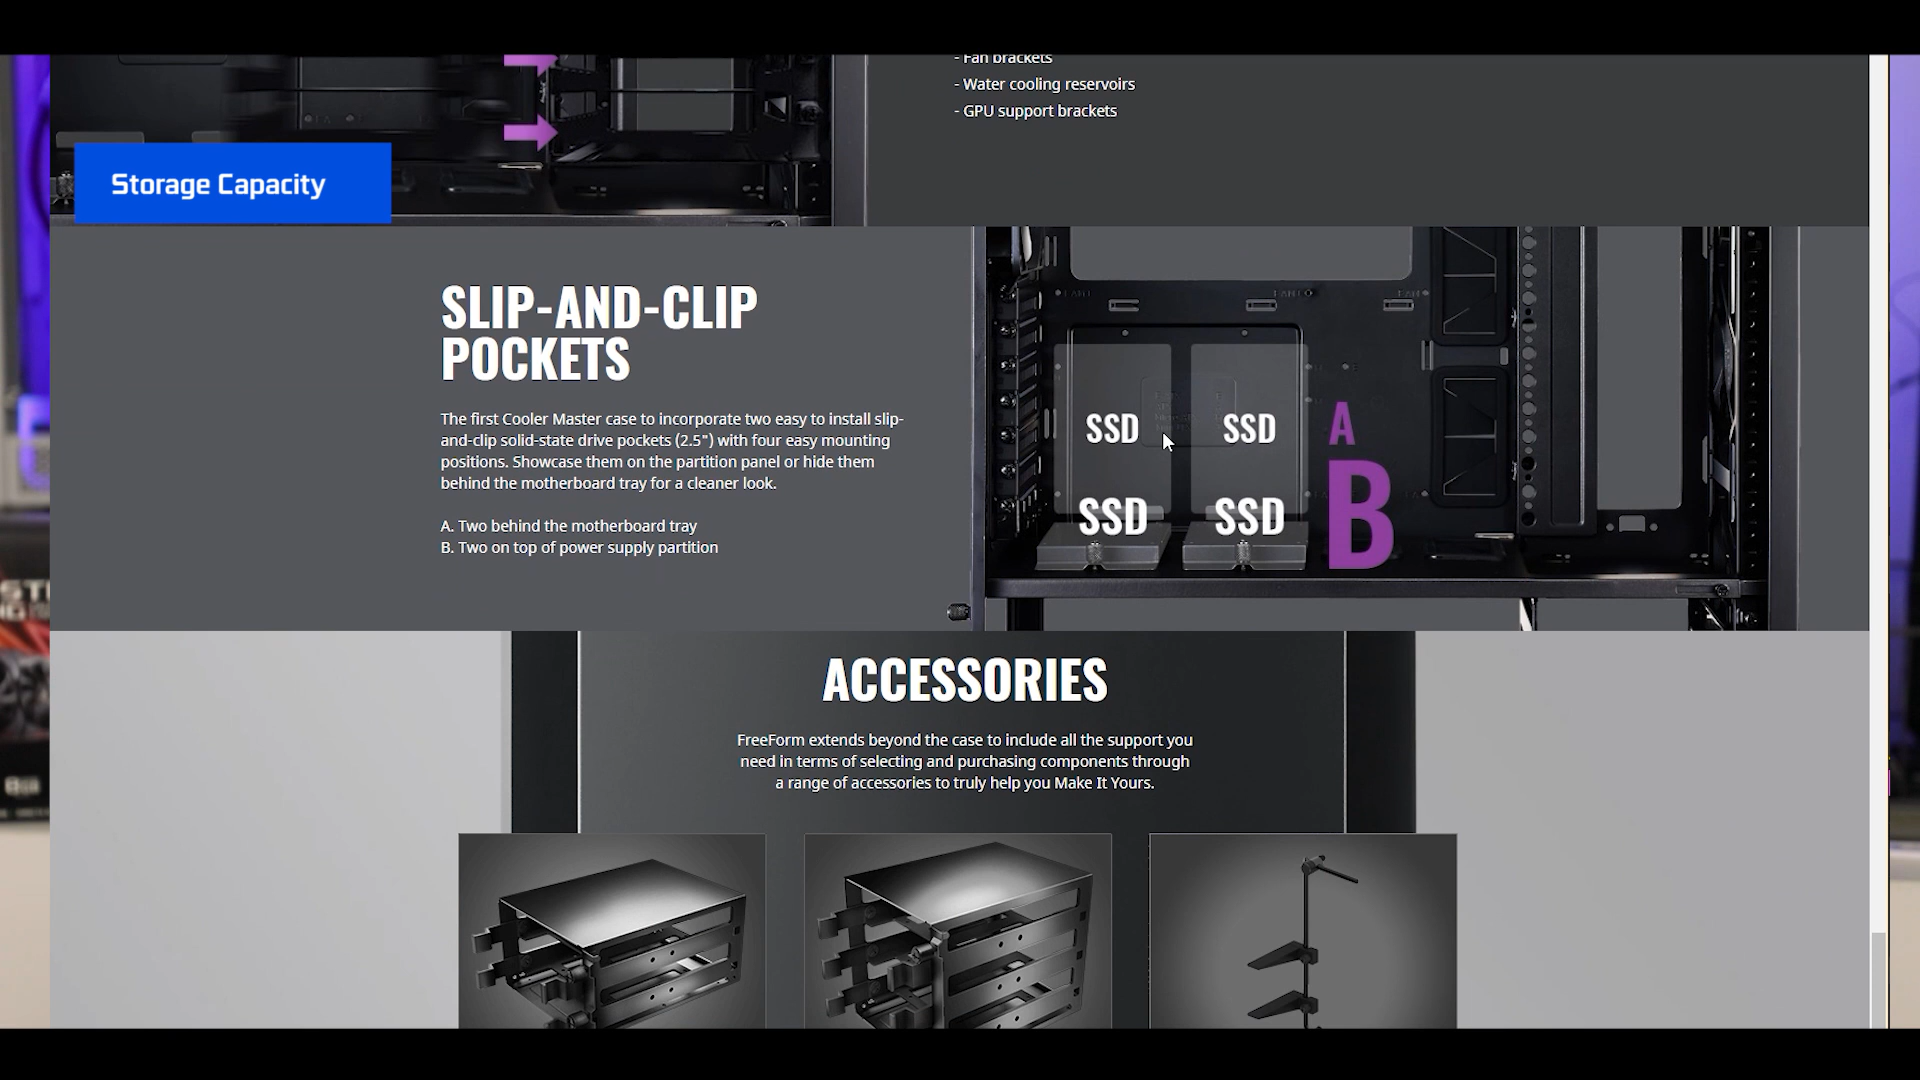 - Fan brackets
- Water cooling reservoirs
- GPU support brackets
Storage Capacity
SLIP-AND-CLIP
POCKETS
The first Cooler Master case to incorporate two easy to install slip-
and-clip solid-state drive pockets (2.5") with four easy mounting
positions. Showcase them on the partition panel or hide them
behind the motherboard tray for a cleaner look.
A. Two behind the motherboard tray
B. Two on top of power supply partition
SSD SSD A
SSD SSD B
ACCESSORIES
FreeForm extends beyond the case to include all the support you
need in terms of selecting and purchasing components through
a range of accessories to truly help you Make It Yours.